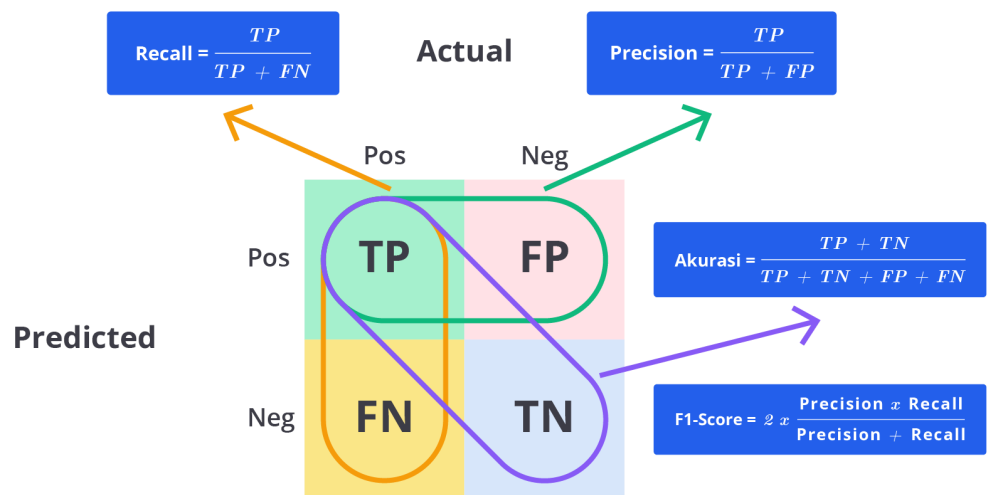 Recall = TP / TP + FN
Actual
Precision = TP / TP + FP
Pos Neg
Pos TP FP
Akurasi = TP + TN / TP + TN + FP + FN
Predicted
Neg FN TN
F1-Score = 2 x Precision x Recall / Precision + Recall